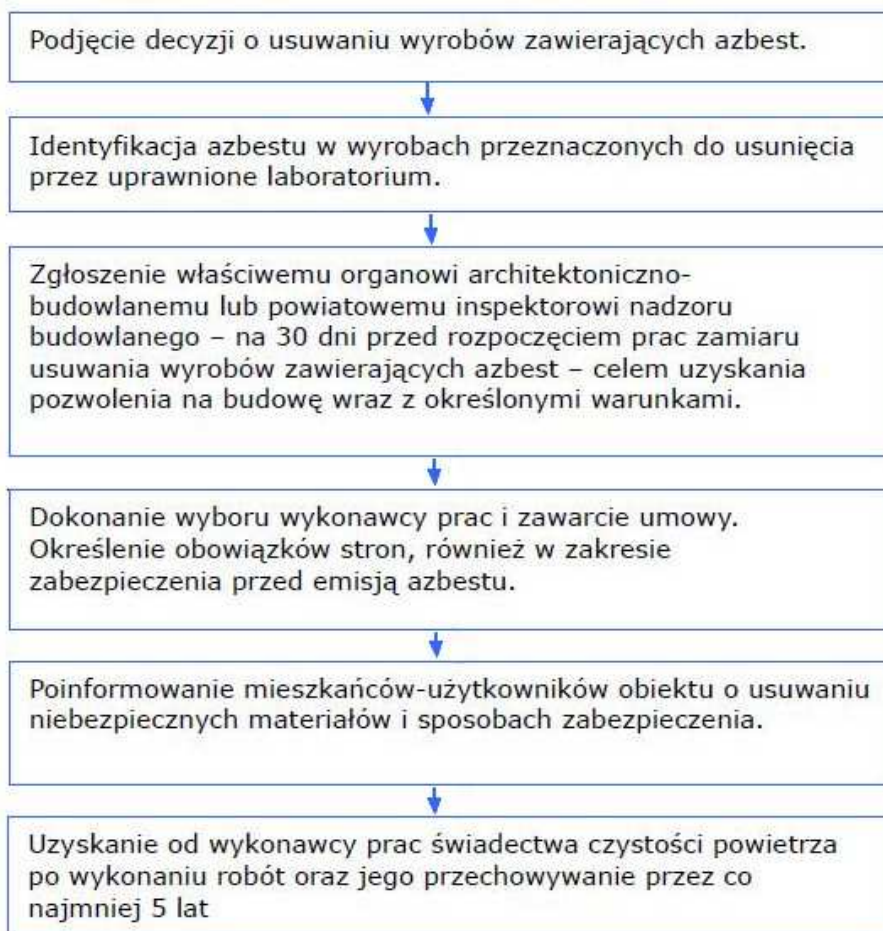 Podjęcie decyzji o usuwaniu wyrobów zawierających azbest.
Identyfikacja azbestu w wyrobach przeznaczonych do usunięcia
przez uprawnione laboratorium.
Zgłoszenie właściwemu organowi architektoniczno-
budowlanemu lub powiatowemu inspektorowi nadzoru
budowlanego – na 30 dni przed rozpoczęciem prac zamiaru
usuwania wyrobów zawierających azbest – celem uzyskania
pozwolenia na budowę wraz z określonymi warunkami.
Dokonanie wyboru wykonawcy prac i zawarcie umowy.
Określenie obowiązków stron, również w zakresie
zabezpieczenia przed emisją azbestu.
Poinformowanie mieszkańców-użytkowników obiektu o usuwaniu
niebezpiecznych materiałów i sposobach zabezpieczenia.
Uzyskanie od wykonawcy prac świadectwa czystości powietrza
po wykonaniu robót oraz jego przechowywanie przez co
najmniej 5 lat